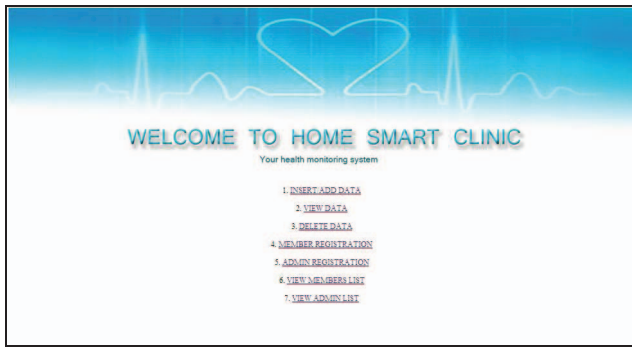 WELCOME TO HOME SMART CLINIC
Your health monitoring system
1. INSERT/ADD DATA
2. VIEW DATA
3. DELETE DATA
4. MEMBER REGISTRATION
5. ADMIN REGISTRATION
6. VIEW MEMBERS LIST
7. VIEW ADMIN LIST